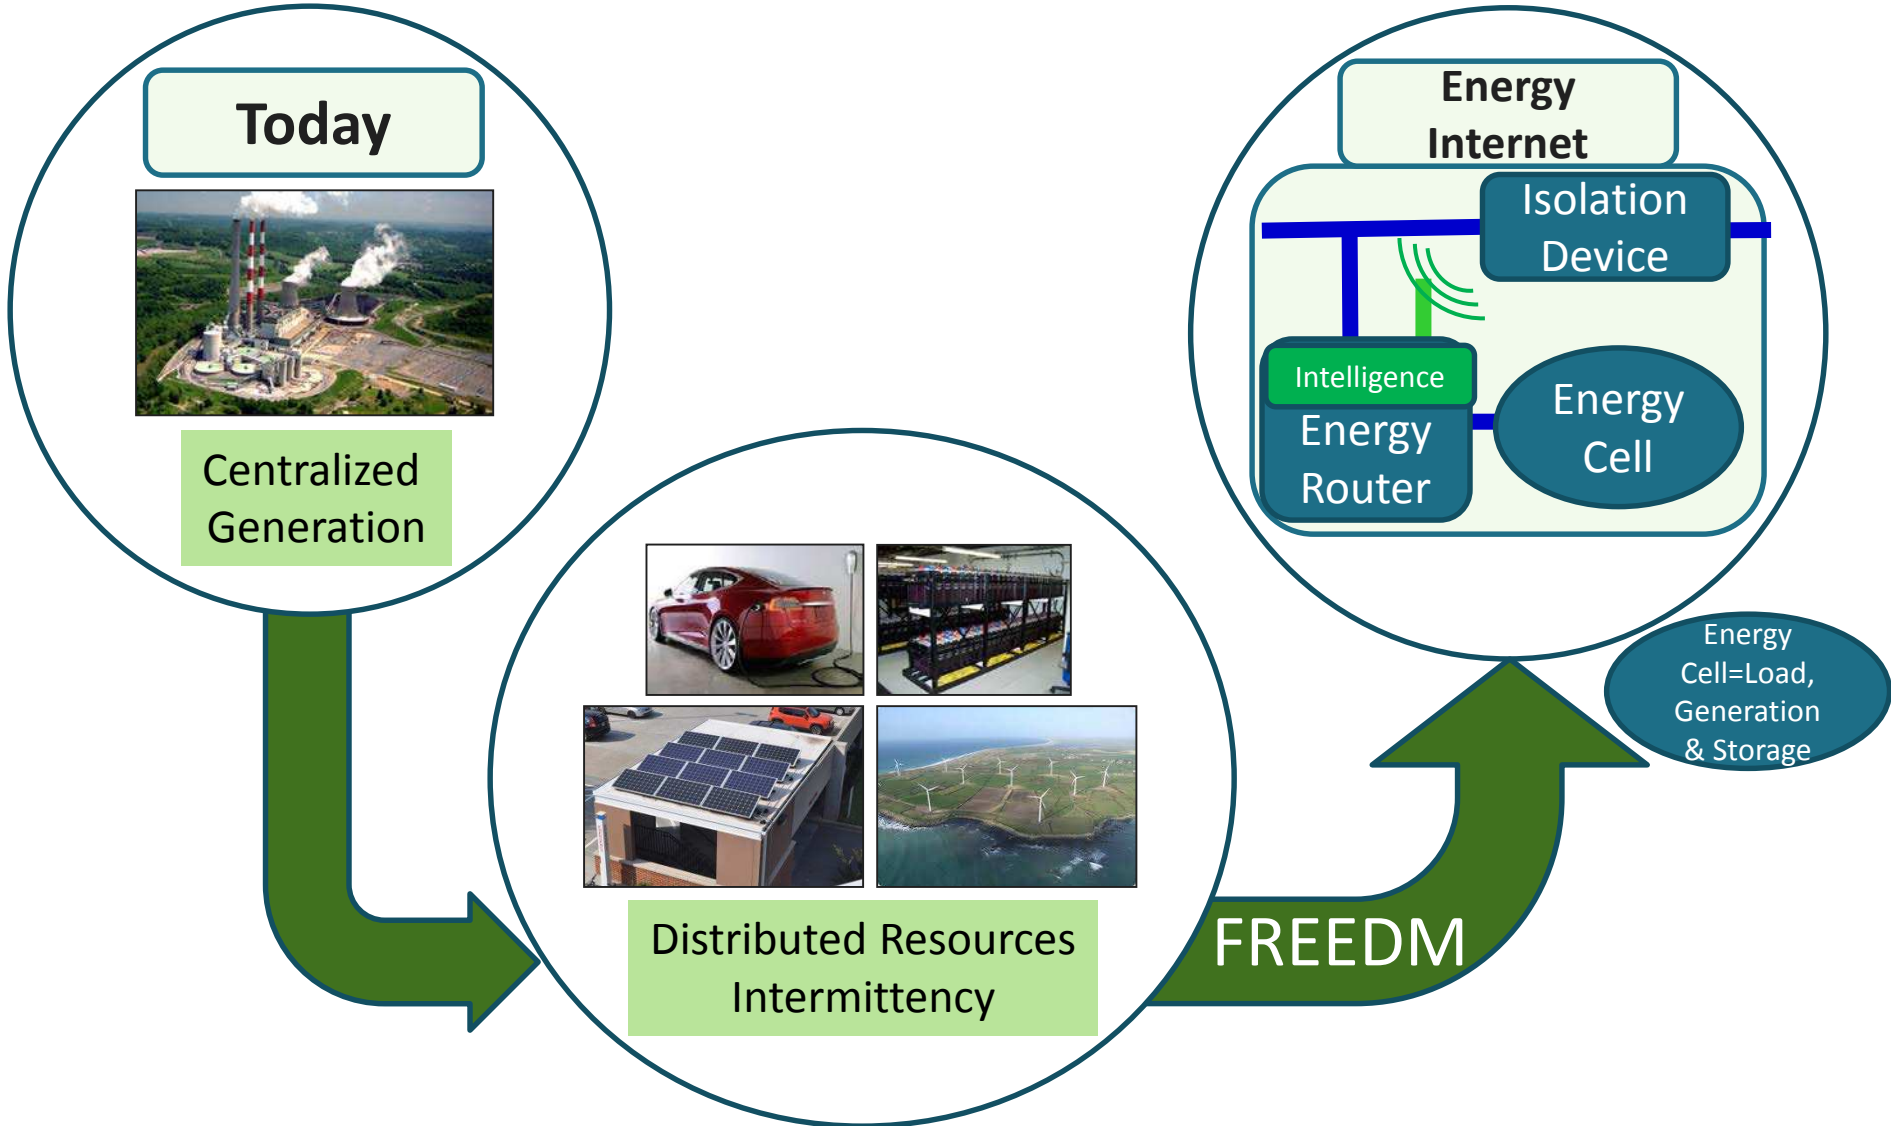 Today
Centralized
Generation
Distributed Resources
Intermittency
FREEDM
Energy
Internet
Isolation
Device
Intelligence
Energy
Router
Energy
Cell
Energy
Cell=Load,
Generation
& Storage